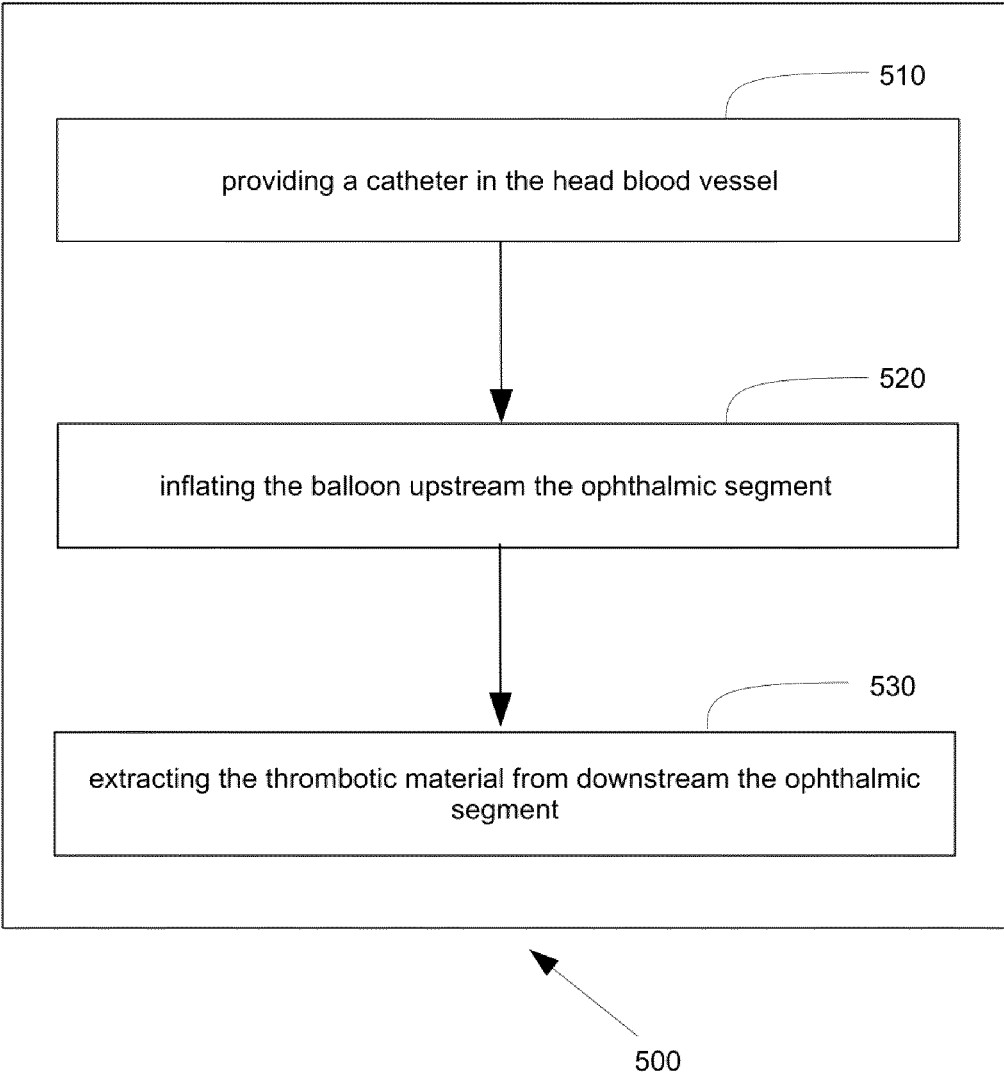 510
providing a catheter in the head blood vessel
520
inflating the balloon upstream the ophthalmic segment
530
extracting the thrombotic material from downstream the ophthalmic
segment
500